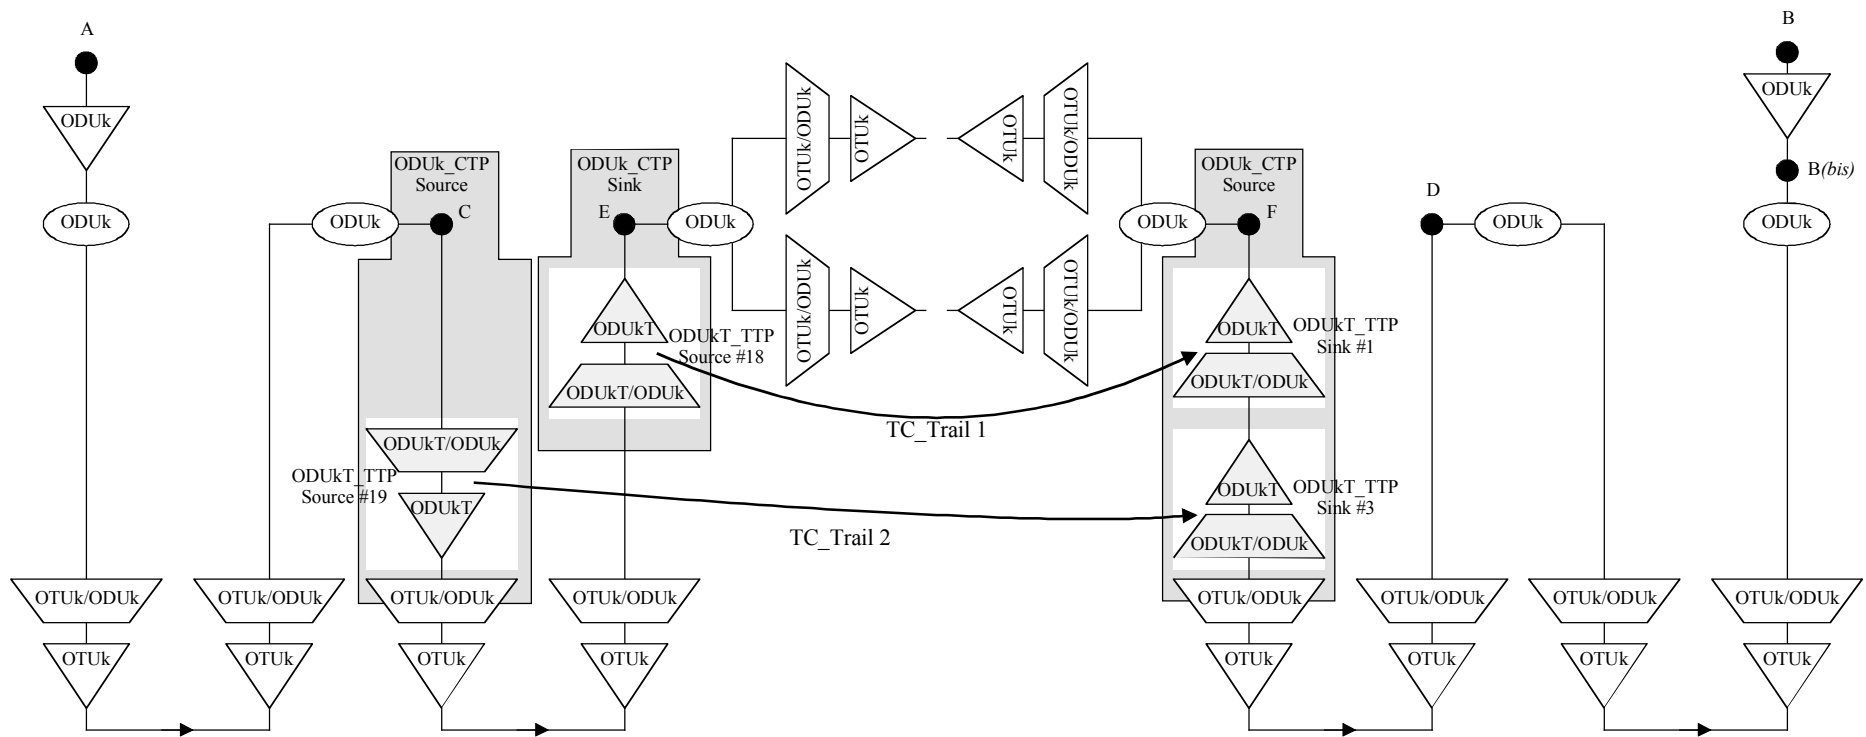 A
B
ODUk
ODUk
B(bis)
ODUk
ODUk
ODUk_CTP
Source
C
ODUk
ODUk_CTP
Sink
E
ODUk
OTUk/ODUk
OTUk
OTUk
OTUk/ODUk
OTUk/ODUk
OTUk
OTUk
OTUk/ODUk
ODUk
ODUk_CTP
Source
F
D
ODUk
ODUkT
ODUkT_TTP
Source #18
ODUkT/ODUk
ODUkT
ODUkT_TTP
Sink #1
ODUkT/ODUk
TC_Trail 1
ODUkT/ODUk
ODUkT_TTP
Source #19
ODUkT
ODUkT
ODUkT_TTP
Sink #3
ODUkT/ODUk
TC_Trail 2
OTUk/ODUk
OTUk/ODUk
OTUk/ODUk
OTUk/ODUk
OTUk/ODUk
OTUk/ODUk
OTUk/ODUk
OTUk/ODUk
OTUk
OTUk
OTUk
OTUk
OTUk
OTUk
OTUk
OTUk